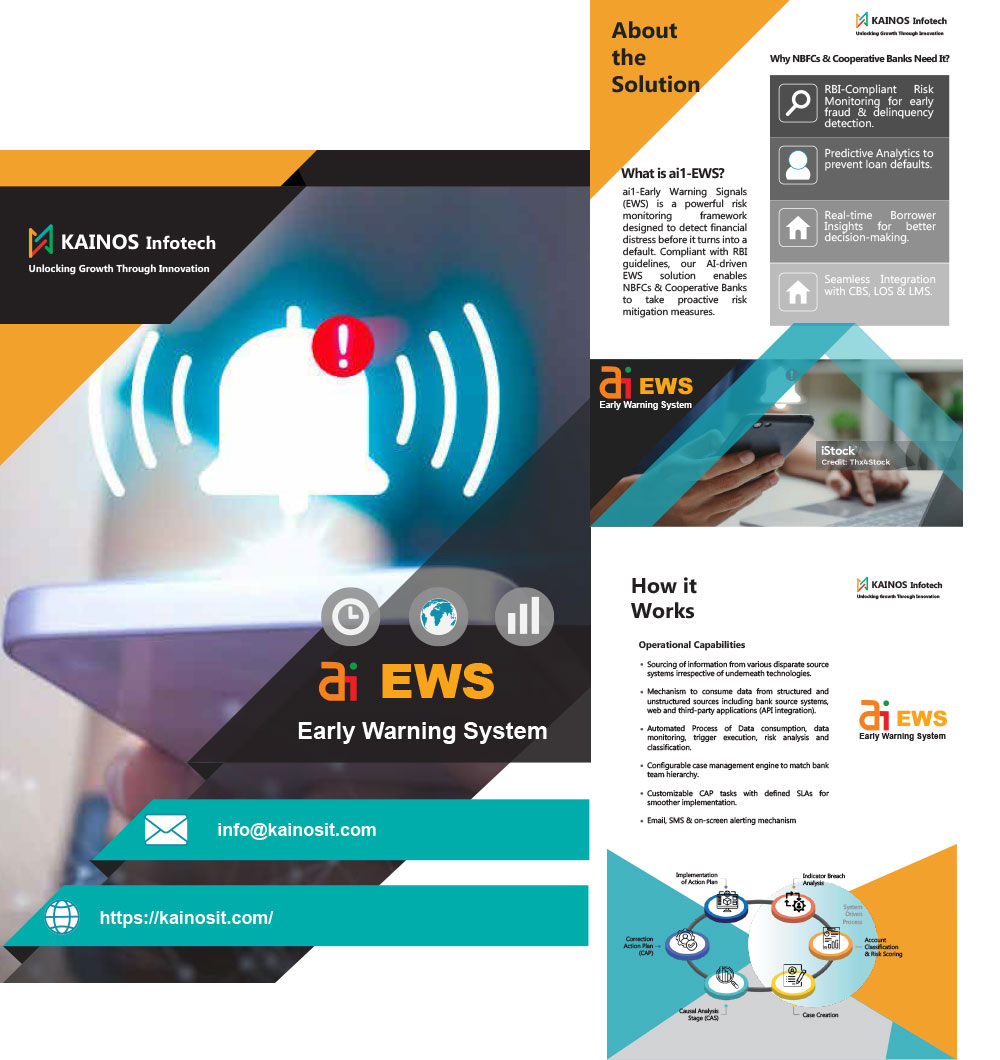 KAINOS Infotech
Unlocking Growth Through Innovation
ai EWS
Early Warning System
info@kainosit.com
https://kainosit.com/
About
the
Solution
KAINOS Infotech
Unlocking Growth Through Innovation
What is ai1-EWS?
ai1-Early Warning Signals
(EWS) is a powerful risk
monitoring framework
designed to detect financial
distress before it turns into a
default. Compliant with RBI
guidelines, our AI-driven
EWS solution enables
NBFCs & Cooperative Banks
to take proactive risk
mitigation measures.
Why NBFCs & Cooperative Banks Need It?
RBI-Compliant Risk
Monitoring for early
fraud & delinquency
detection.
Predictive Analytics to
prevent loan defaults.
Real-time Borrower
Insights for better
decision-making.
Seamless Integration
with CBS, LOS & LMS.
ai EWS
Early Warning System
iStock
Credit: Thx4Stock
How it
Works
KAINOS Infotech
Unlocking Growth Through Innovation
Operational Capabilities
• Sourcing of information from various disparate source
systems irrespective of underneath technologies.
• Mechanism to consume data from structured and
unstructured sources including bank source systems,
web and third-party applications (API integration).
• Automated Process of Data consumption, data
monitoring, trigger execution, risk analysis and
classification.
• Configurable case management engine to match bank
team hierarchy.
• Customizable CAP tasks with defined SLAs for
smoother implementation.
• Email, SMS & on-screen alerting mechanism
ai EWS
Early Warning System
Implementation
of Action Plan
Indicator Breach
Analysis
System
Driven
Process
Correction
Action Plan
(CAP)
Account
Classification
& Risk Scoring
Causal Analysis
Stage (CAS)
Case Creation